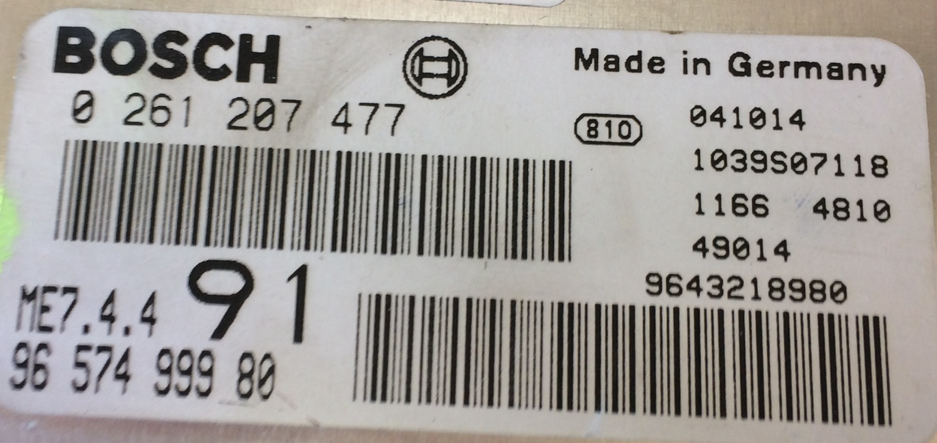 BOSCH
Made in Germany
0 261 207 477
810
041014
1039S07118
1166 4810
49014
9643218980
ME7.4.4 91
96 574 999 80